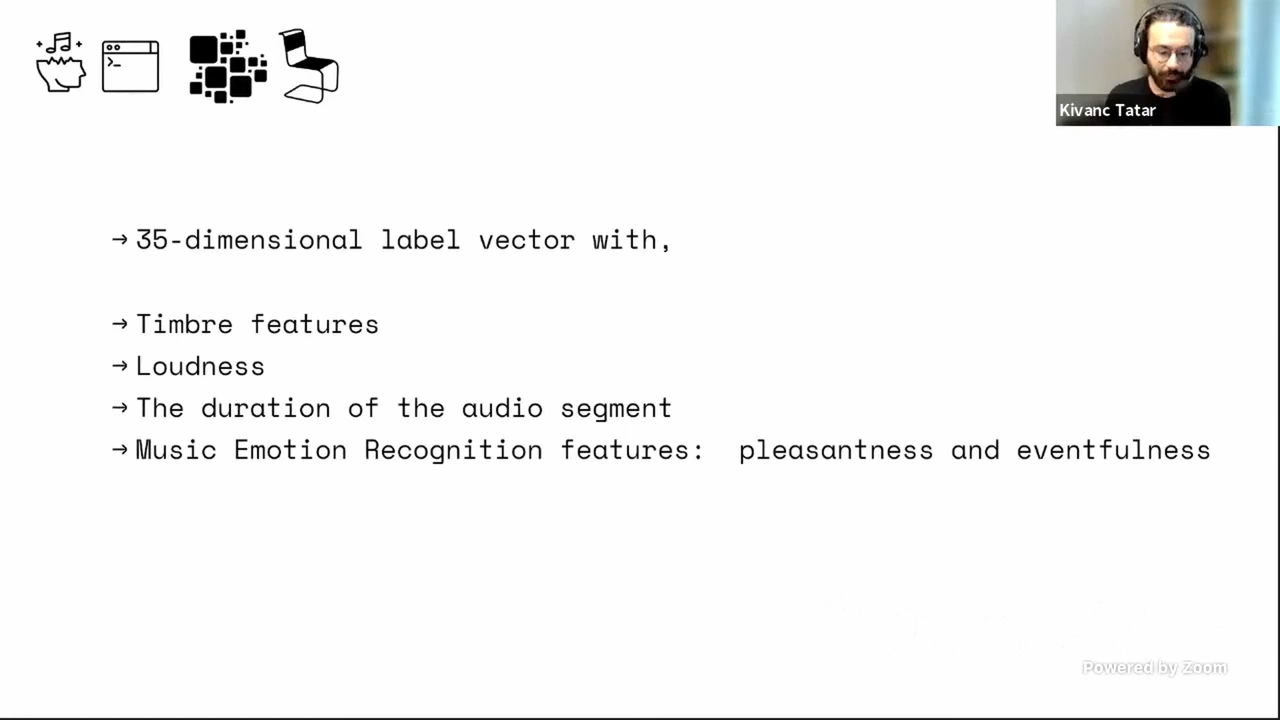 Kivanc Tatar
→ 35-dimensional label vector with,
→ Timbre features
→ Loudness
→ The duration of the audio segment
→ Music Emotion Recognition features:  pleasantness and eventfulness
Powered by Zoom